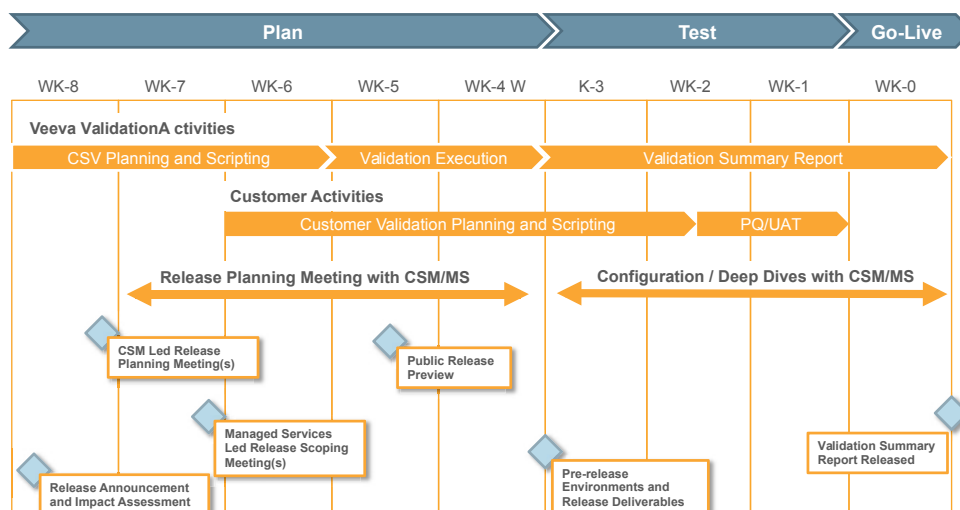 Plan Test Go-Live
WK-8 WK-7 WK-6 WK-5 WK-4 W K-3 WK-2 WK-1 WK-0
Veeva ValidationA ctivities
CSV Planning and Scripting Validation Execution Validation Summary Report
Customer Activities
Customer Validation Planning and Scripting PQ/UAT
Release Planning Meeting with CSM/MS Configuration / Deep Dives with CSM/MS
CSM Led Release
Planning Meeting(s)
Public Release
Preview
Managed Services
Led Release Scoping
Meeting(s)
Validation Summary
Report Released
Release Announcement
and Impact Assessment
Pre-release
Environments and
Release Deliverables